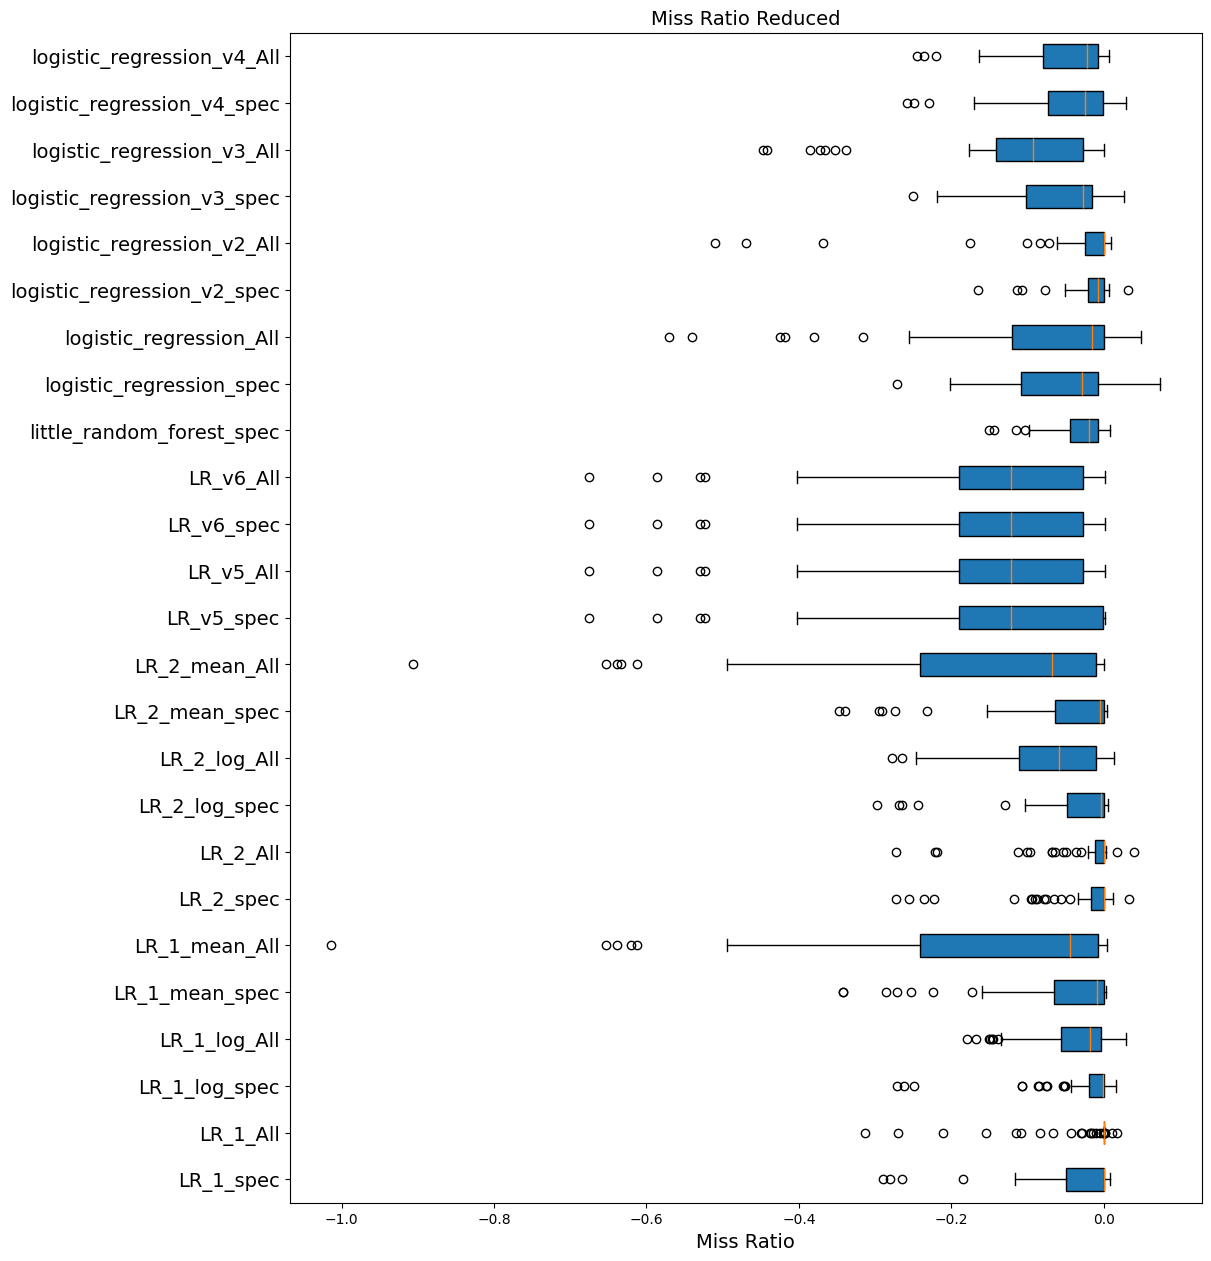 Miss Ratio Reduced
logistic_regression_v4_All
logistic_regression_v4_spec
logistic_regression_v3_All
logistic_regression_v3_spec
logistic_regression_v2_All
logistic_regression_v2_spec
logistic_regression_All
logistic_regression_spec
little_random_forest_spec
LR_v6_All
LR_v6_spec
LR_v5_All
LR_v5_spec
LR_2_mean_All
LR_2_mean_spec
LR_2_log_All
LR_2_log_spec
LR_2_All
LR_2_spec
LR_1_mean_All
LR_1_mean_spec
LR_1_log_All
LR_1_log_spec
LR_1_All
LR_1_spec
−1.0 −0.8 −0.6 −0.4 −0.2 0.0
Miss Ratio